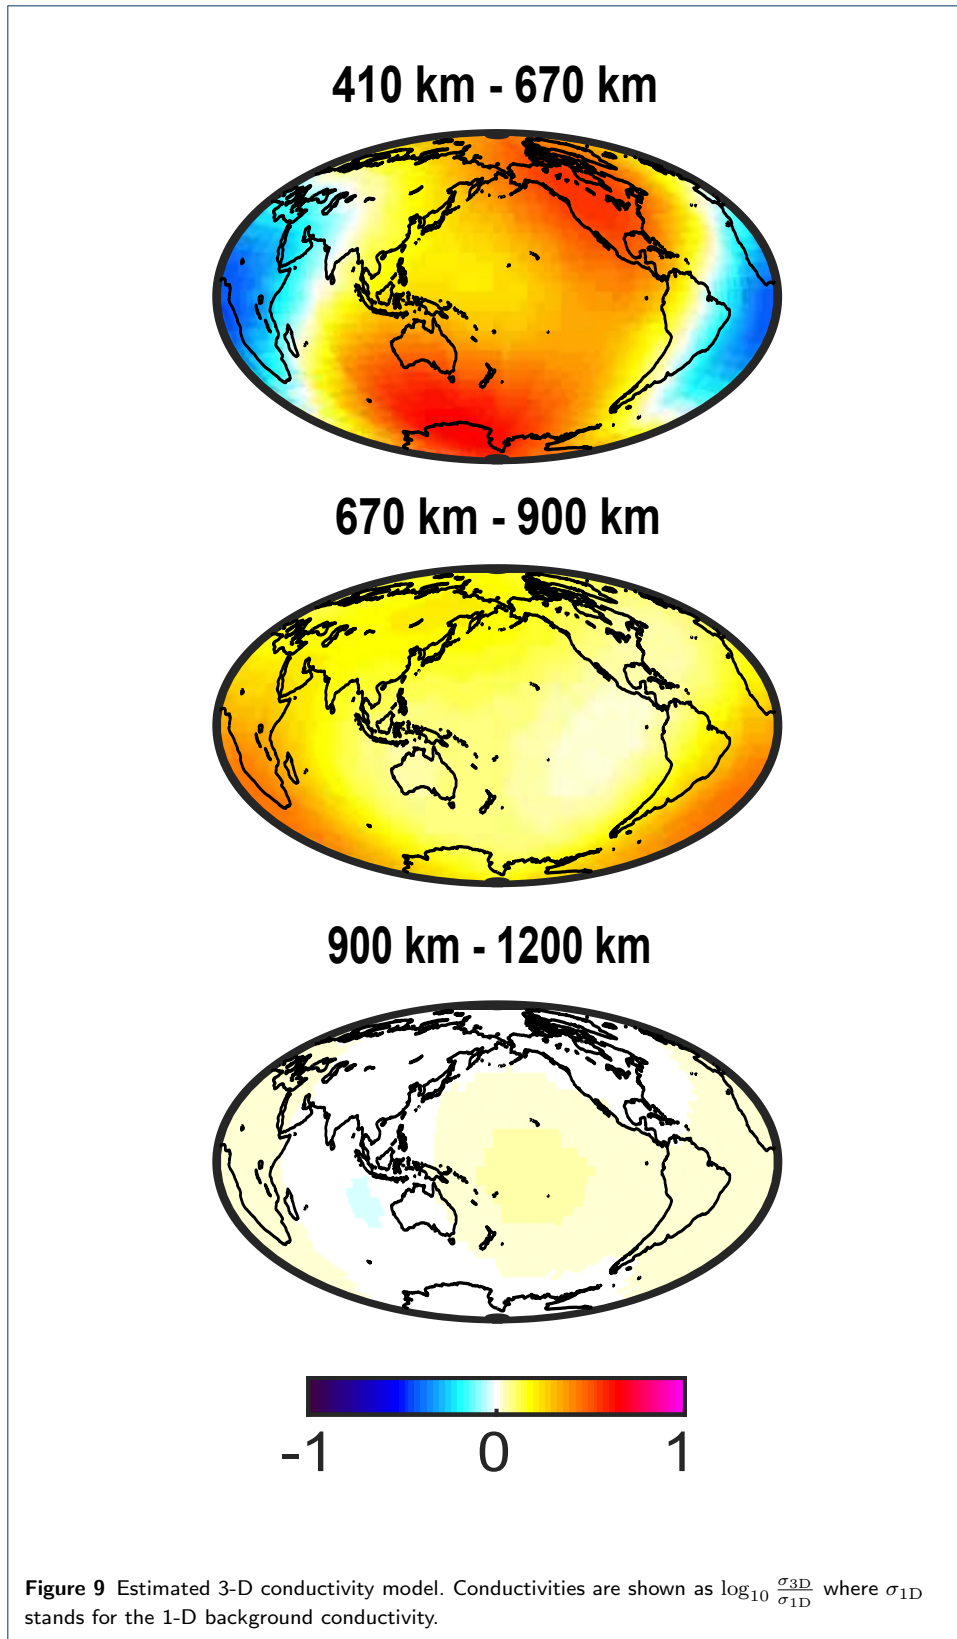 410 km - 670 km
670 km - 900 km
900 km - 1200 km
-1 0 1
Figure 9 Estimated 3-D conductivity model. Conductivities are shown as log₁₀ σ₃D/σ₁D where σ₁D
stands for the 1-D background conductivity.